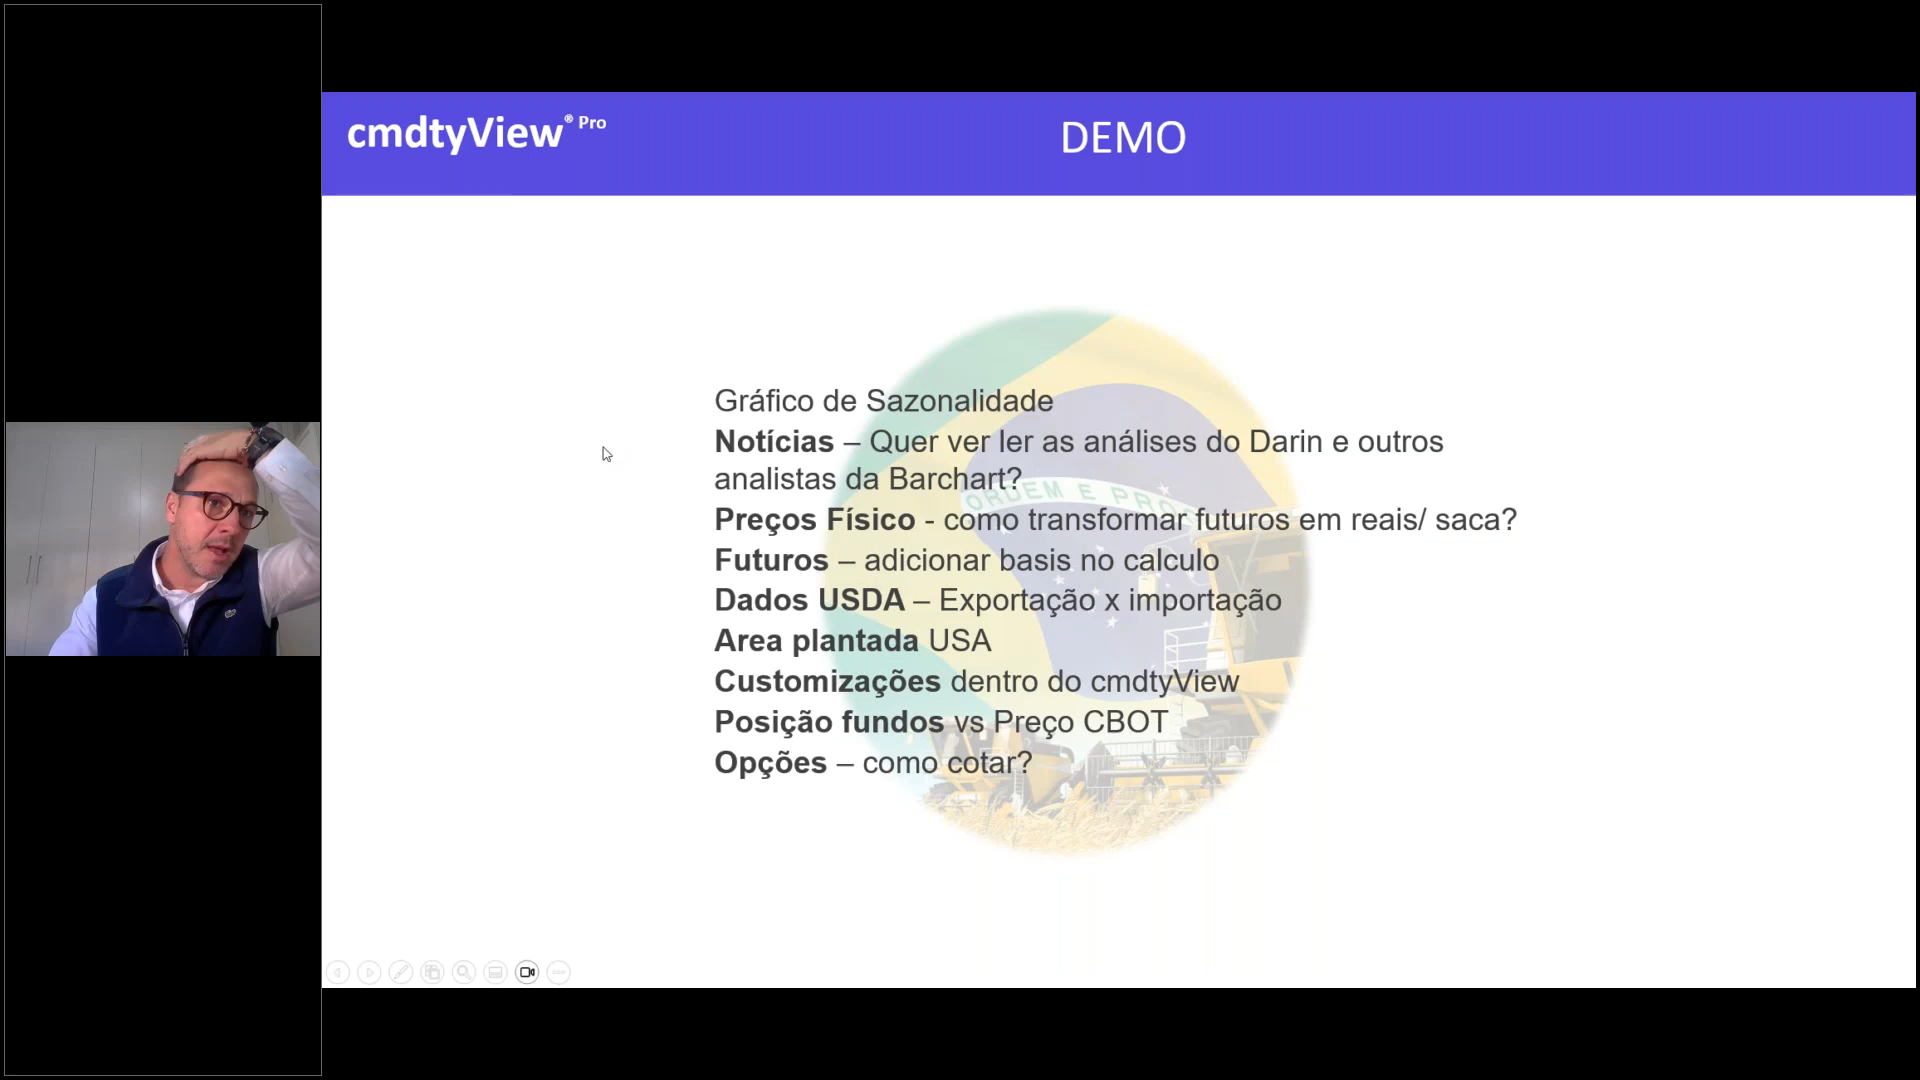 cmdtyView® Pro
DEMO
Gráfico de Sazonalidade
Notícias – Quer ver ler as análises do Darin e outros
analistas da Barchart?
ORDEM E PRO
Preços Físico - como transformar futuros em reais/ saca?
Futuros – adicionar basis no calculo
Dados USDA – Exportação x importação
Area plantada USA
Customizações dentro do cmdtyView
Posição fundos vs Preço CBOT
Opções – como cotar?